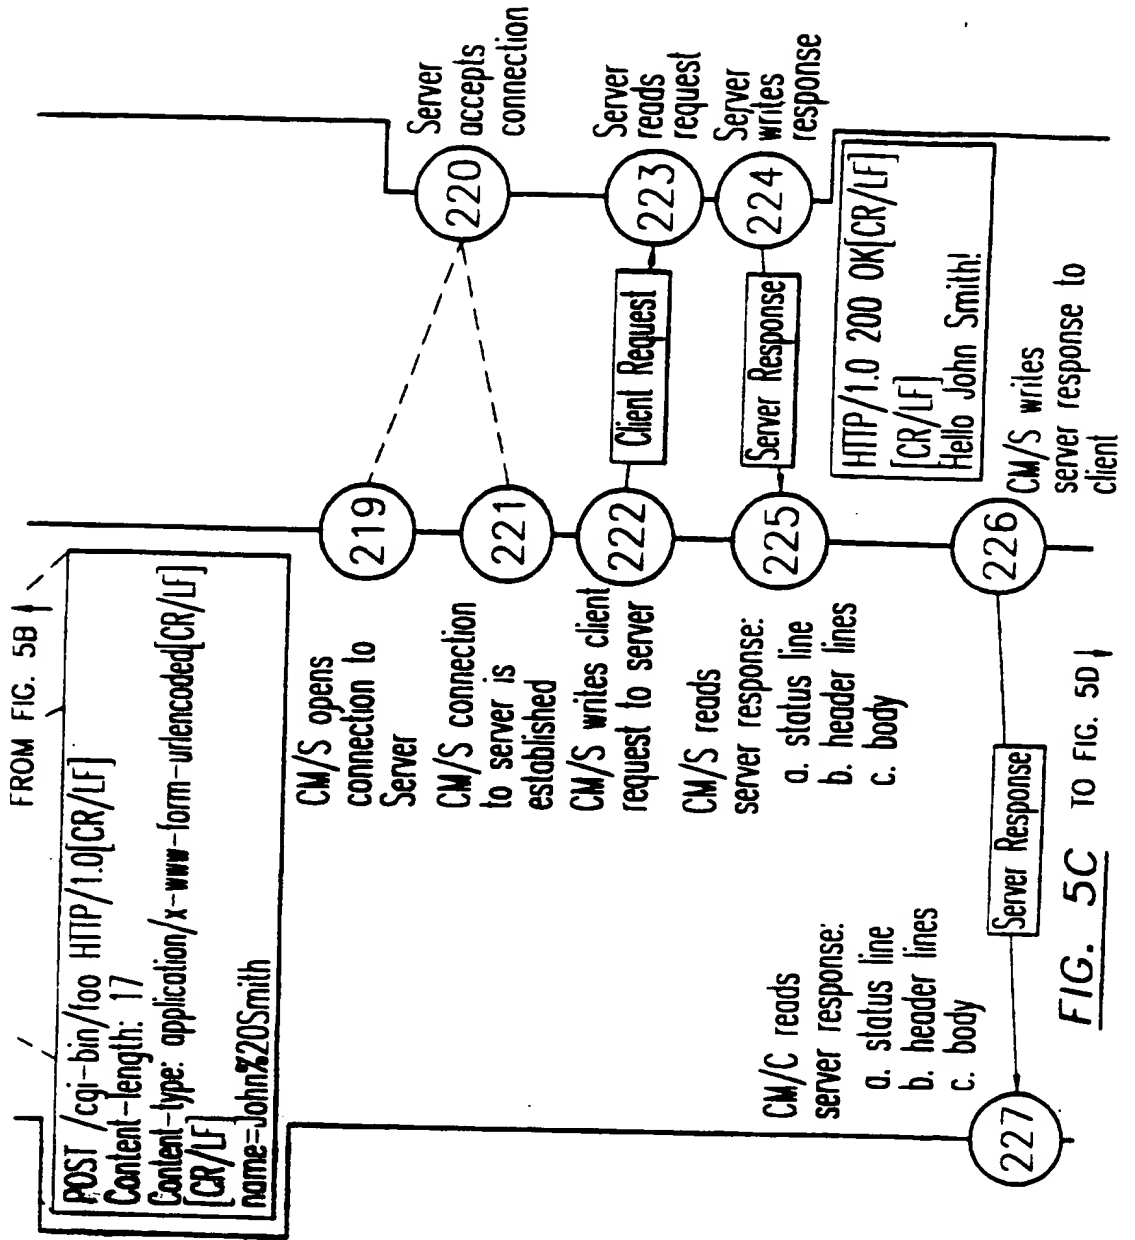 FROM FIG. 5B
POST /cgi-bin/foo HTTP/1.0[CR/LF]
Content-length: 17
Content-type: application/x-www-form-urlencoded[CR/LF]
[CR/LF]
name=John%20Smith
CM/S opens
connection to
Server
219
220
Server
accepts
connection
CM/S connection
to server is
established
221
CM/S writes client
request to server
222
Client Request
223
Server
reads
request
CM/S reads
server response:
a. status line
b. header lines
c. body
225
Server Response
224
Server
writes
response
HTTP/1.0 200 OK[CR/LF]
[CR/LF]
Hello John Smith!
CM/C reads
server response:
a. status line
b. header lines
c. body
227
Server Response
226
CM/S writes
server response to
client
FIG. 5C TO FIG. 5D